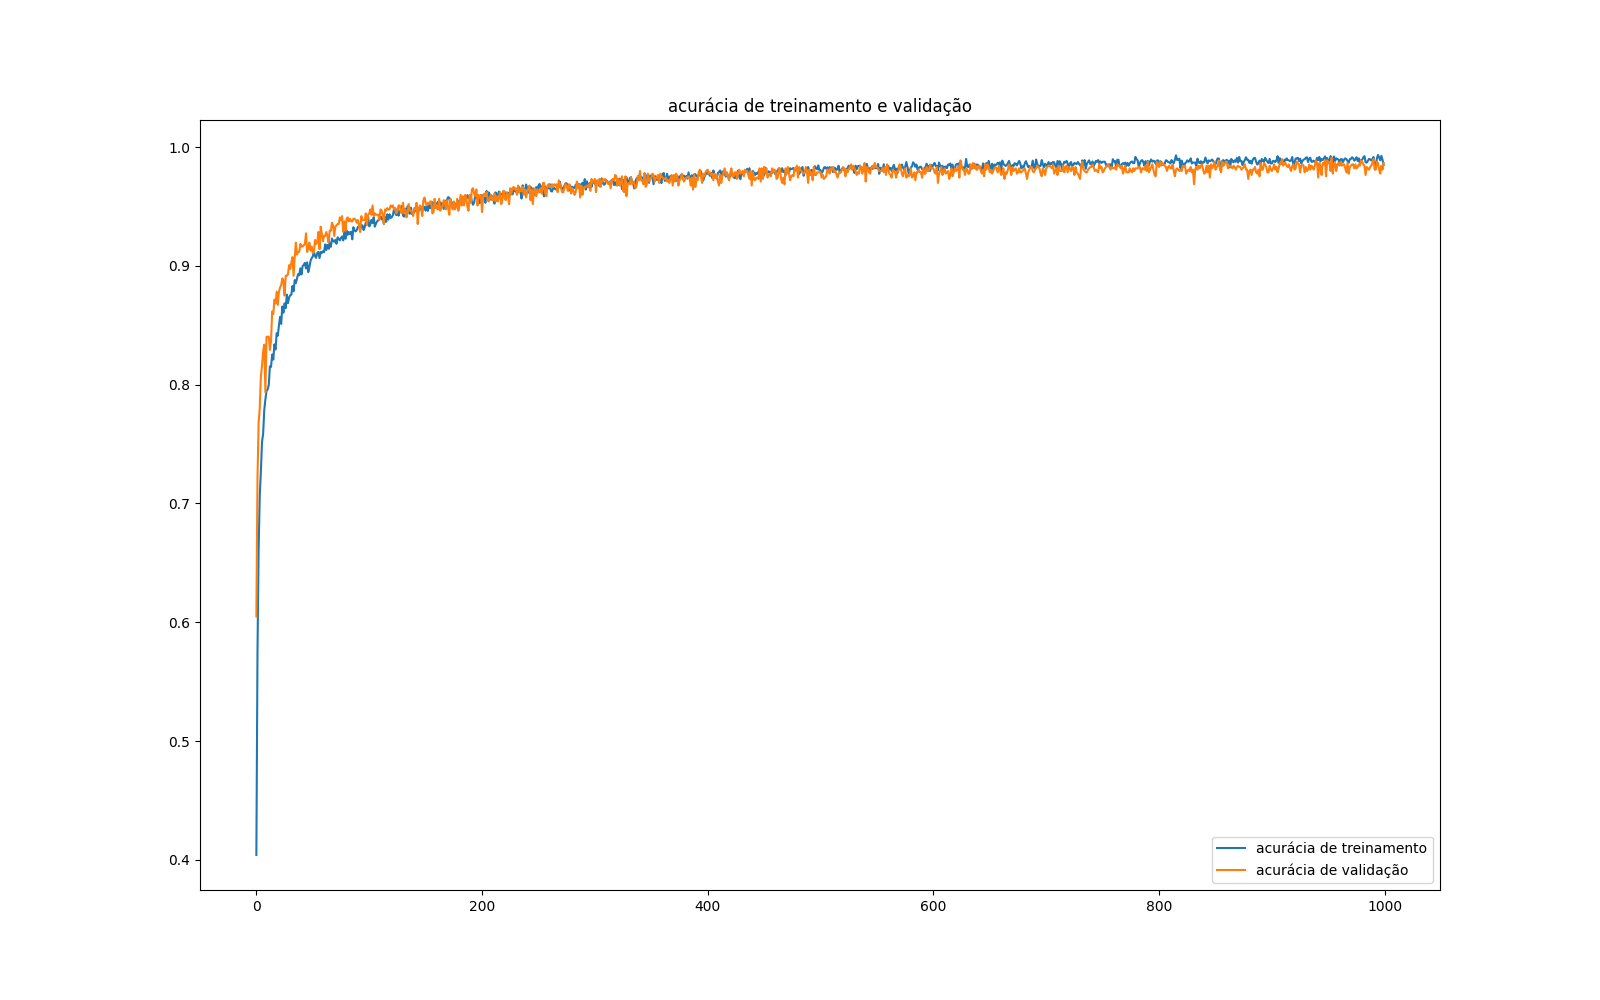 acurácia de treinamento e validação
1.0
0.9
0.8
0.7
0.6
0.5
0.4
0 200 400 600 800 1000
acurácia de treinamento
acurácia de validação